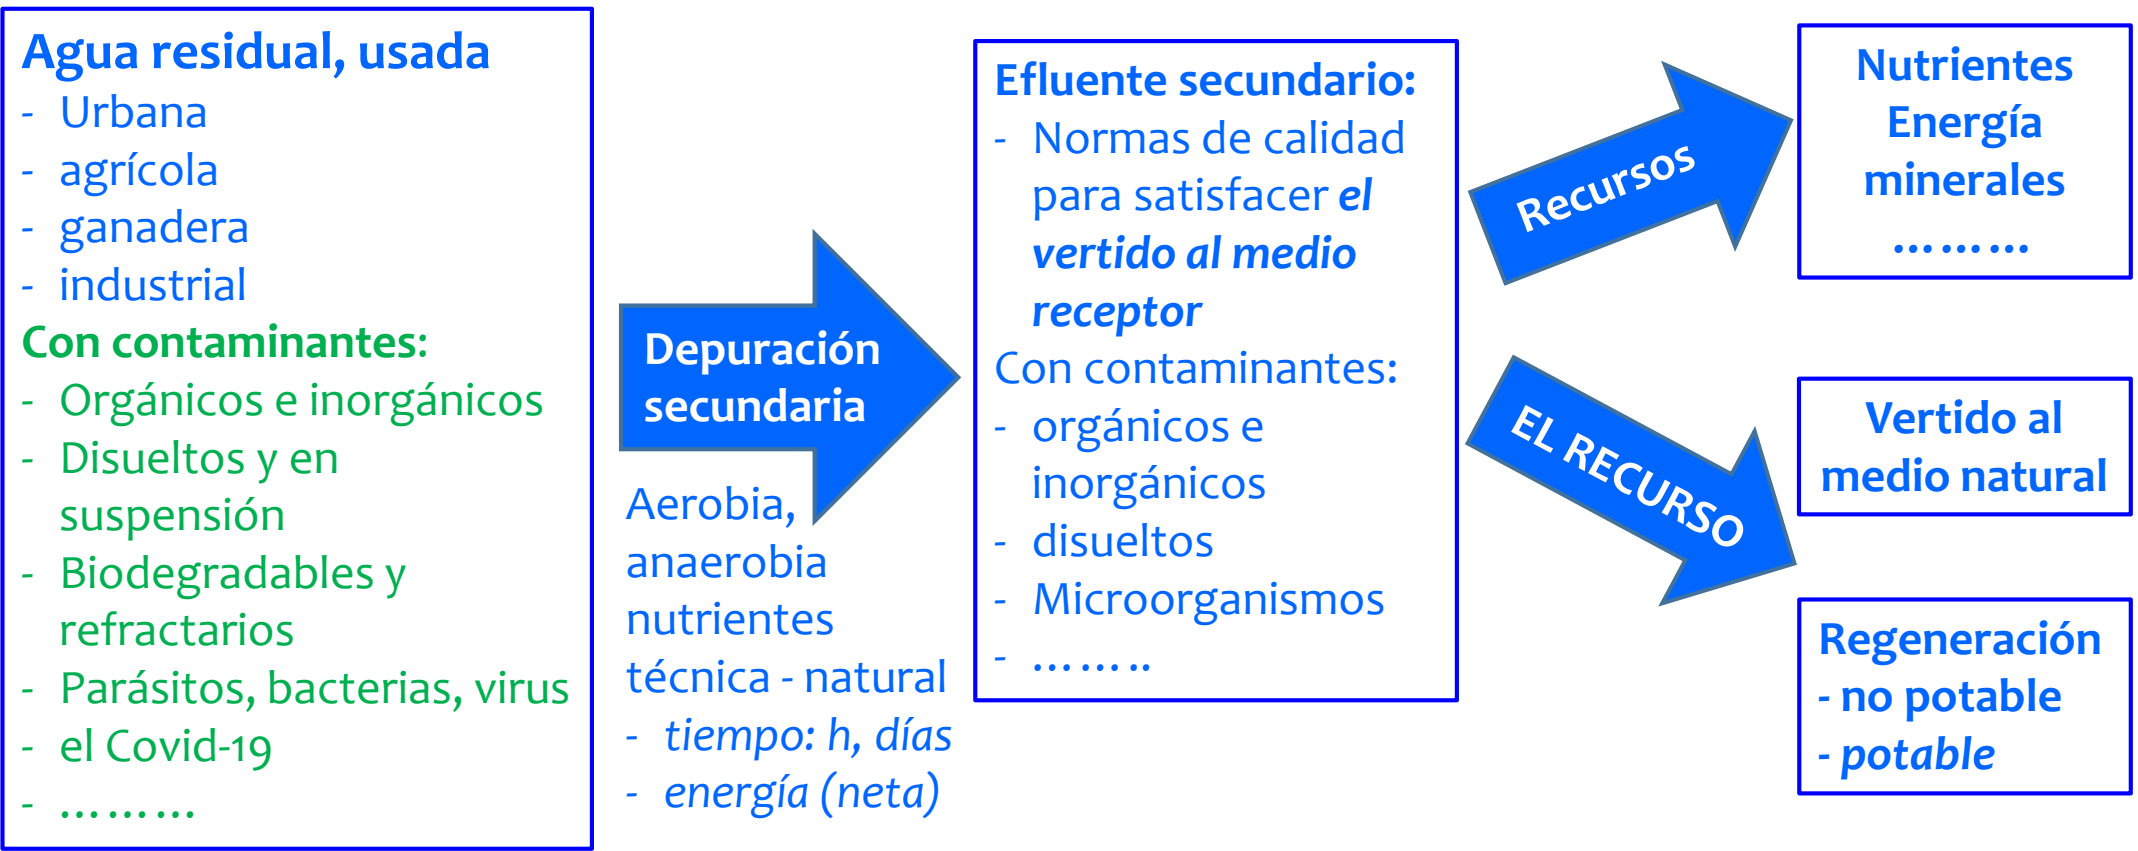 Agua residual, usada
- Urbana
- agrícola
- ganadera
- industrial
Con contaminantes:
- Orgánicos e inorgánicos
- Disueltos y en
suspensión
- Biodegradables y
refractarios
- Parásitos, bacterias, virus
- el Covid-19
- ………
Depuración
secundaria
Aerobia,
anaerobia
nutrientes
técnica - natural
- tiempo: h, días
- energía (neta)
Efluente secundario:
- Normas de calidad
para satisfacer el
vertido al medio
receptor
Con contaminantes:
- orgánicos e
inorgánicos
- disueltos
- Microorganismos
- ……..
Recursos
EL RECURSO
Nutrientes
Energía
minerales
………
Vertido al
medio natural
Regeneración
- no potable
- potable